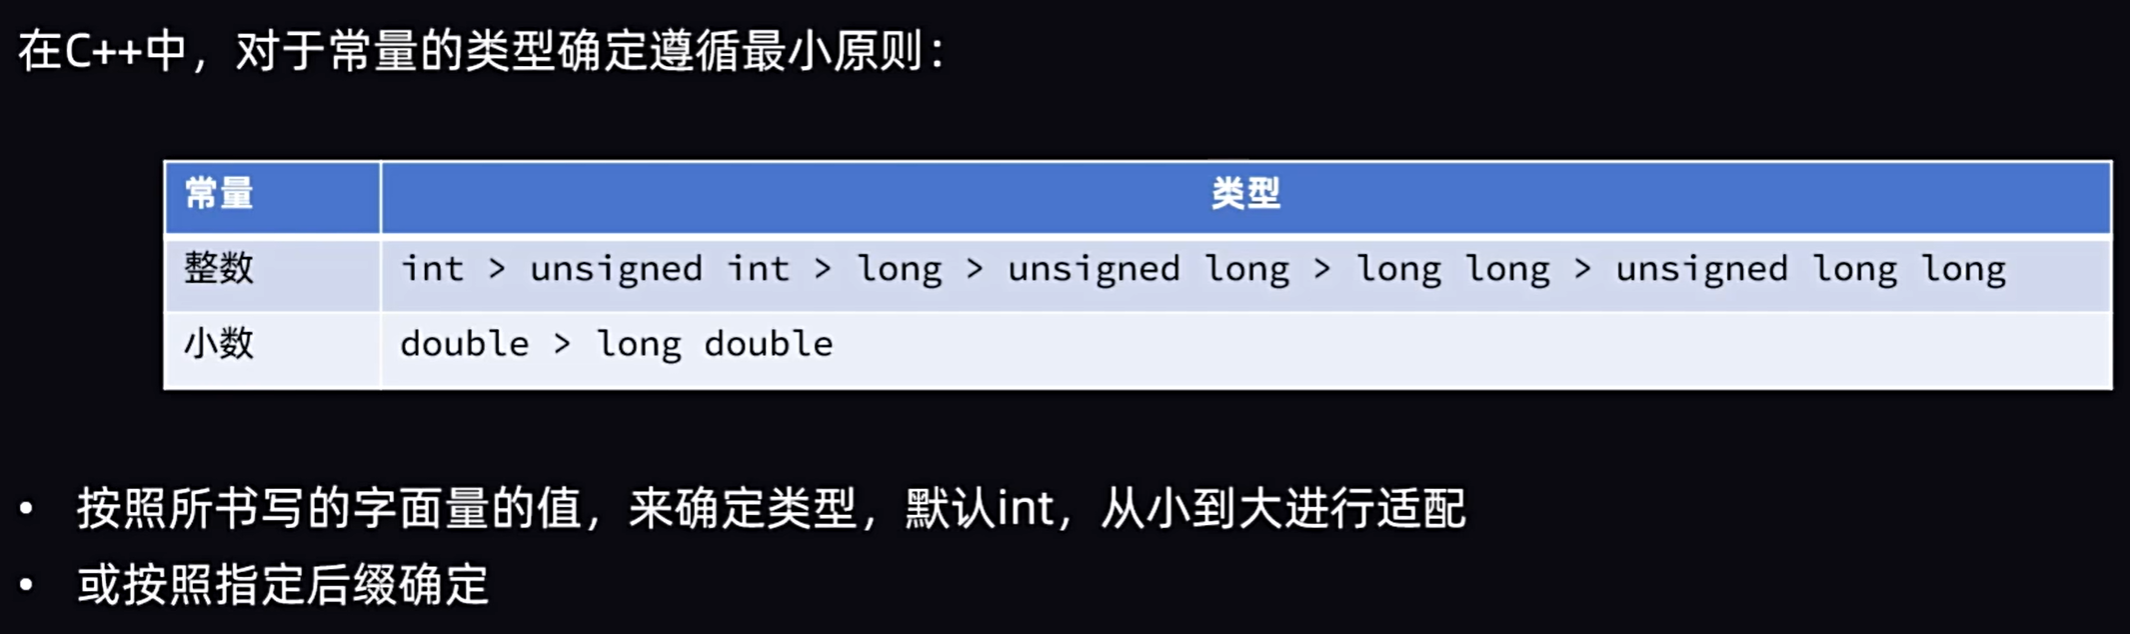 在C++中，对于常量的类型确定遵循最小原则：
常量 类型
整数 int > unsigned int > long > unsigned long > long long > unsigned long long
小数 double > long double
• 按照所书写的字面量的值，来确定类型，默认int，从小到大进行适配
• 或按照指定后缀确定